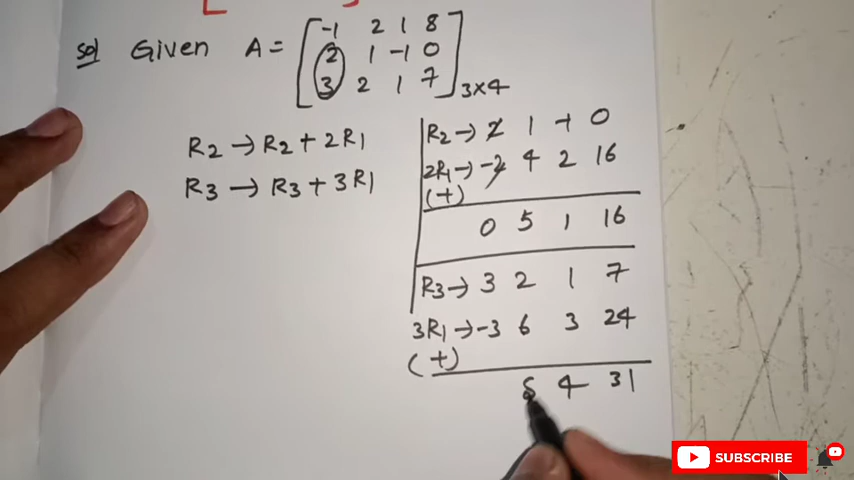 Sol Given A = [ -1 2 1 8
2 1 -1 0
3 2 1 7 ] 3×4
R2 → R2 + 2R1
R3 → R3 + 3R1
R2 → 2 1 -1 0
2R1 → -2 4 2 16
(+)
0 5 1 16
R3 → 3 2 1 7
3R1 → -3 6 3 24
(+)
8 4 31
SUBSCRIBE